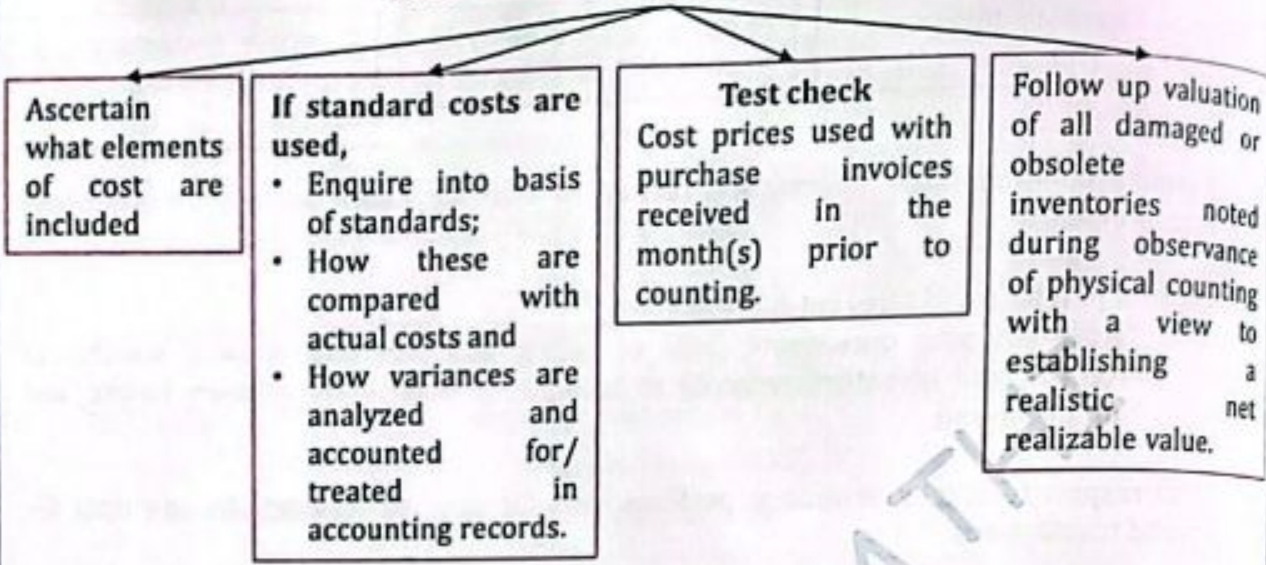 Ascertain
what elements
of cost are
included
If standard costs are
used,
• Enquire into basis
of standards;
• How these are
compared with
actual costs and
• How variances are
analyzed and
accounted for/
treated in
accounting records.
Test check
Cost prices used with
purchase invoices
received in the
month(s) prior to
counting.
Follow up valuation
of all damaged or
obsolete
inventories noted
during observance
of physical counting
with a view to
establishing a
realistic net
realizable value.